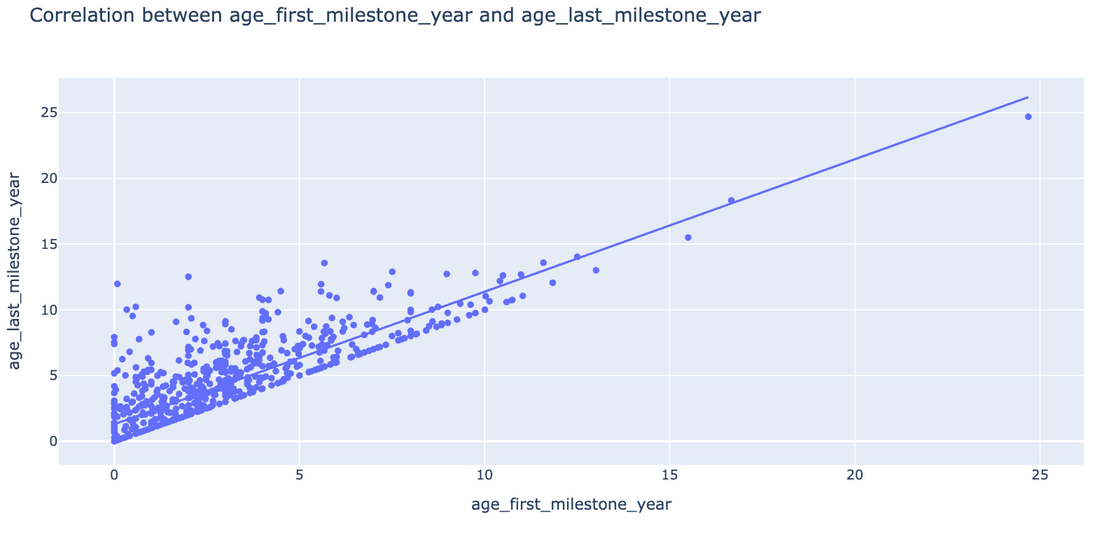 Correlation between age_first_milestone_year and age_last_milestone_year
age_last_milestone_year
25
20
15
10
5
0
0 5 10 15 20 25
age_first_milestone_year